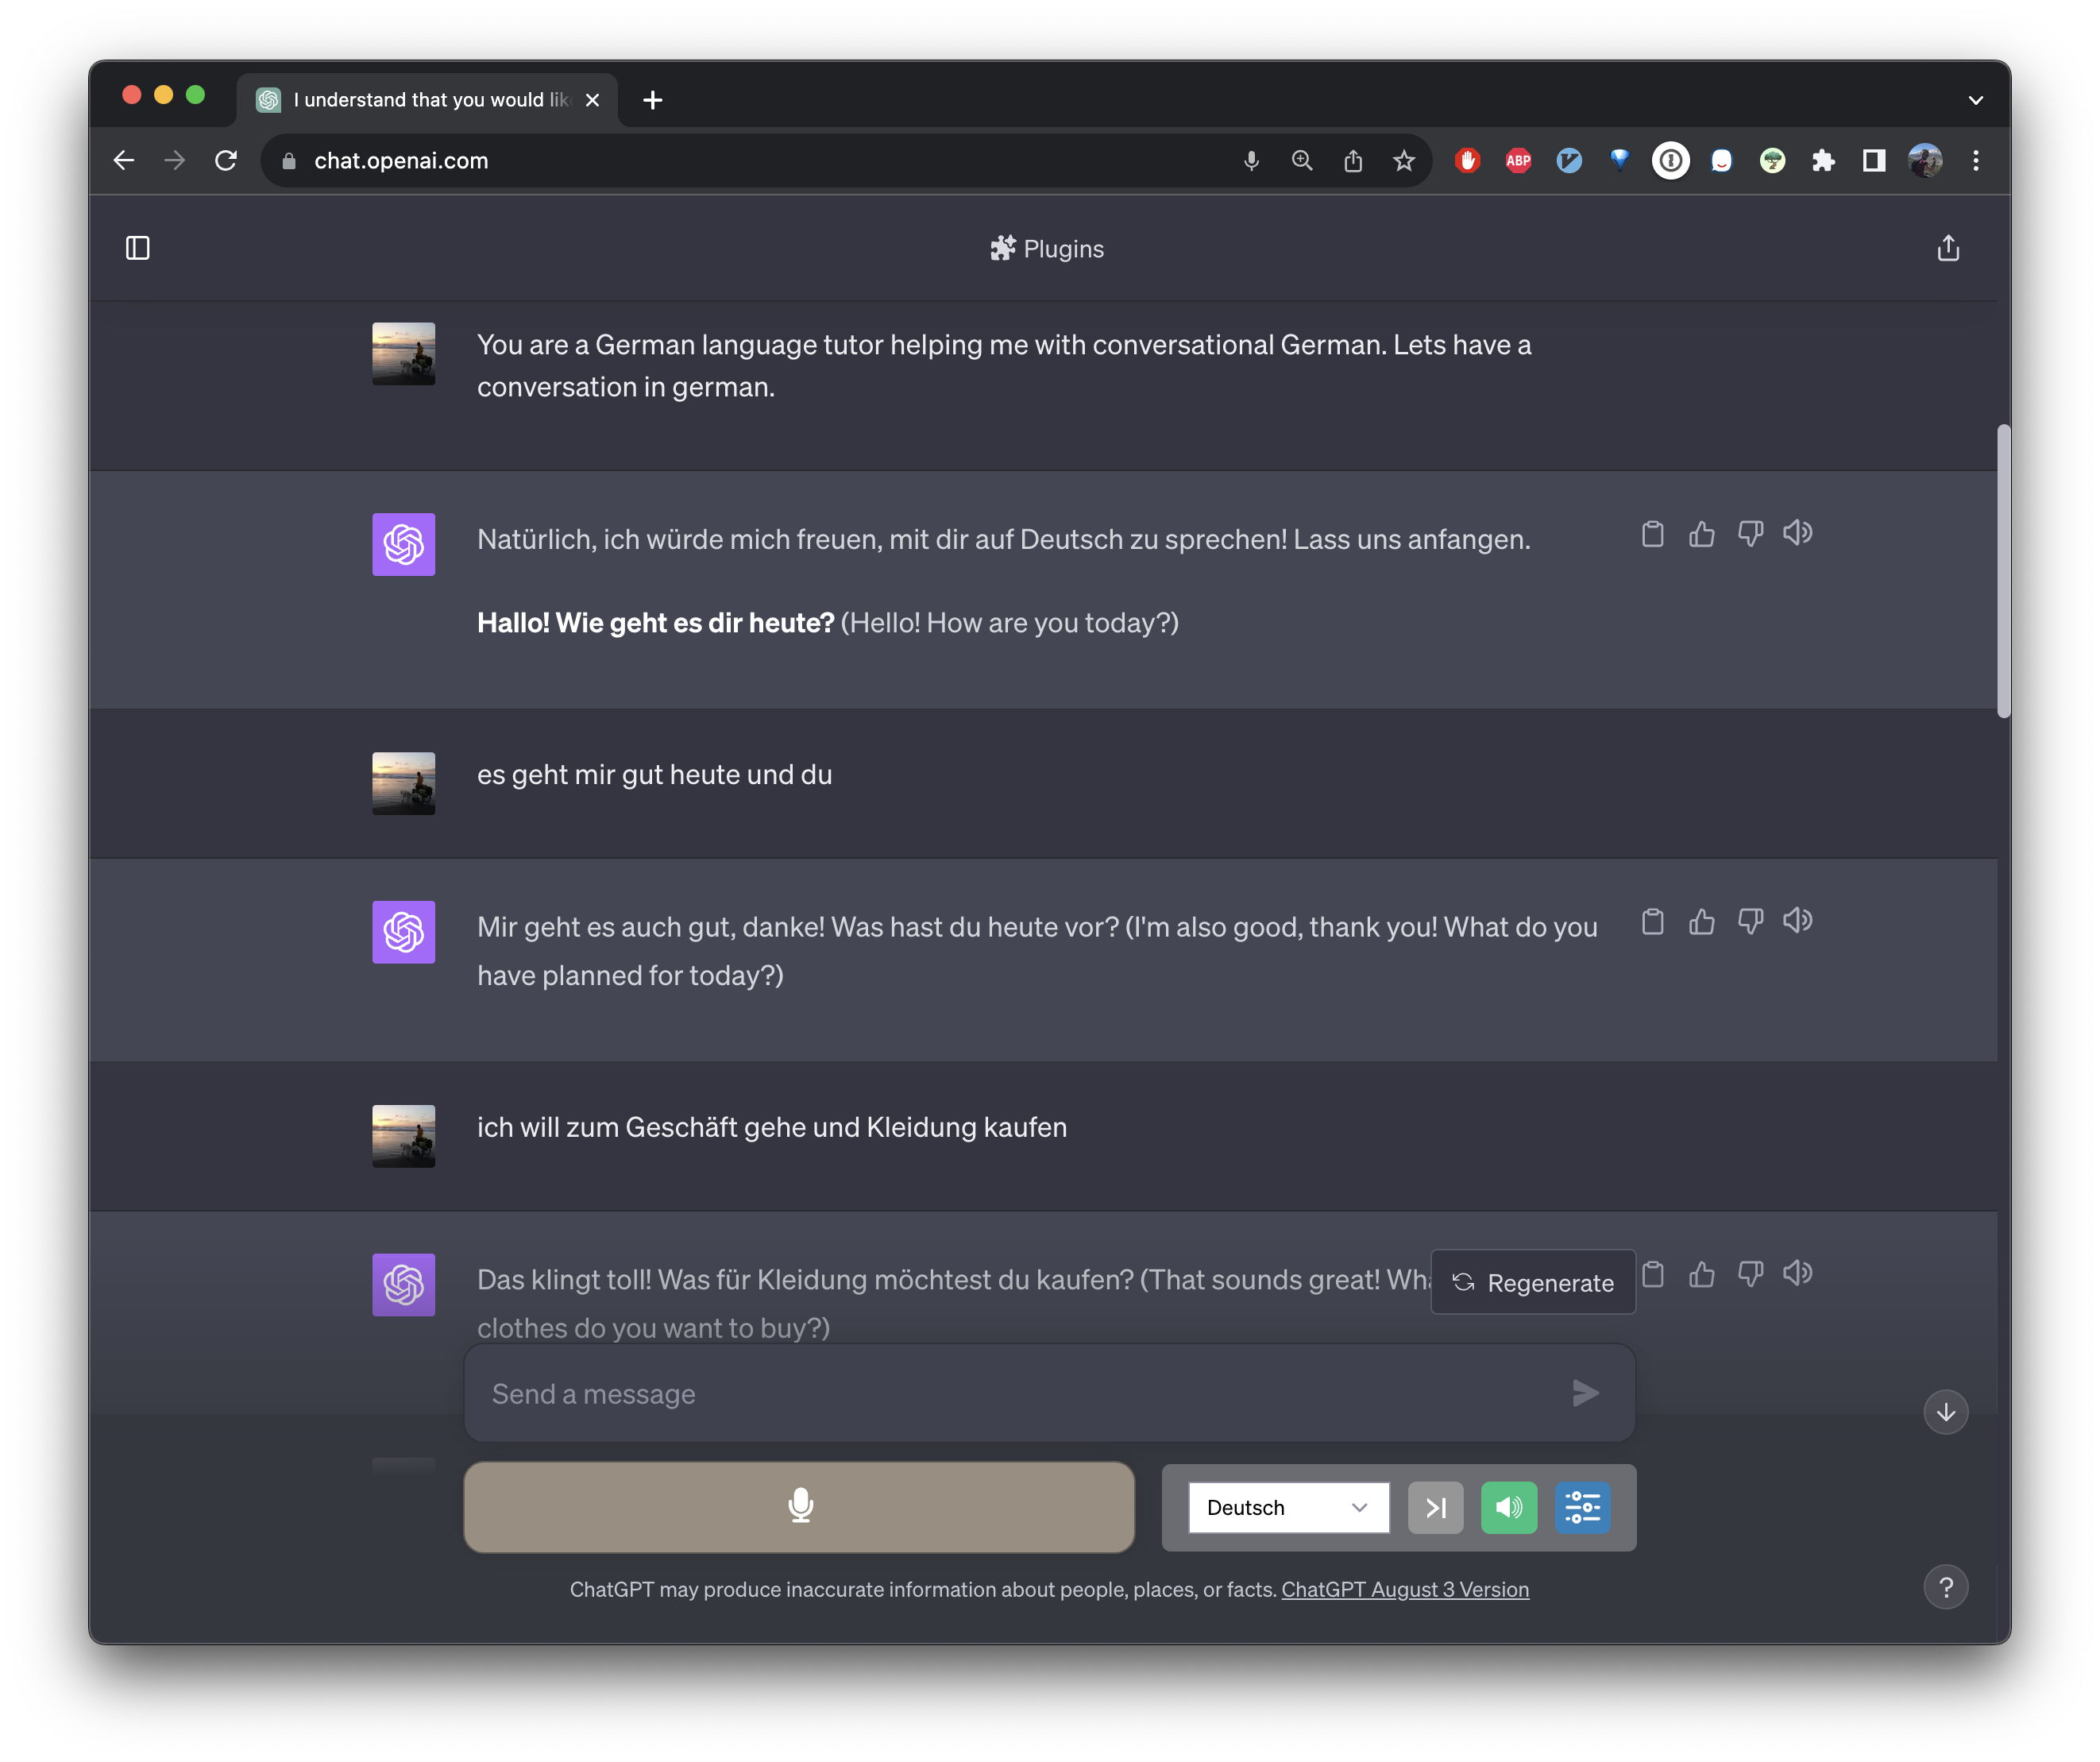 I understand that you would lik
chat.openai.com
ABP
Plugins
You are a German language tutor helping me with conversational German. Lets have a
conversation in german.
Natürlich, ich würde mich freuen, mit dir auf Deutsch zu sprechen! Lass uns anfangen.
Hallo! Wie geht es dir heute? (Hello! How are you today?)
es geht mir gut heute und du
Mir geht es auch gut, danke! Was hast du heute vor? (I'm also good, thank you! What do you
have planned for today?)
ich will zum Geschäft gehe und Kleidung kaufen
Das klingt toll! Was für Kleidung möchtest du kaufen? (That sounds great!
Regenerate
clothes do you want to buy?)
Send a message
Deutsch
ChatGPT may produce inaccurate information about people, places, or facts. ChatGPT August 3 Version
?